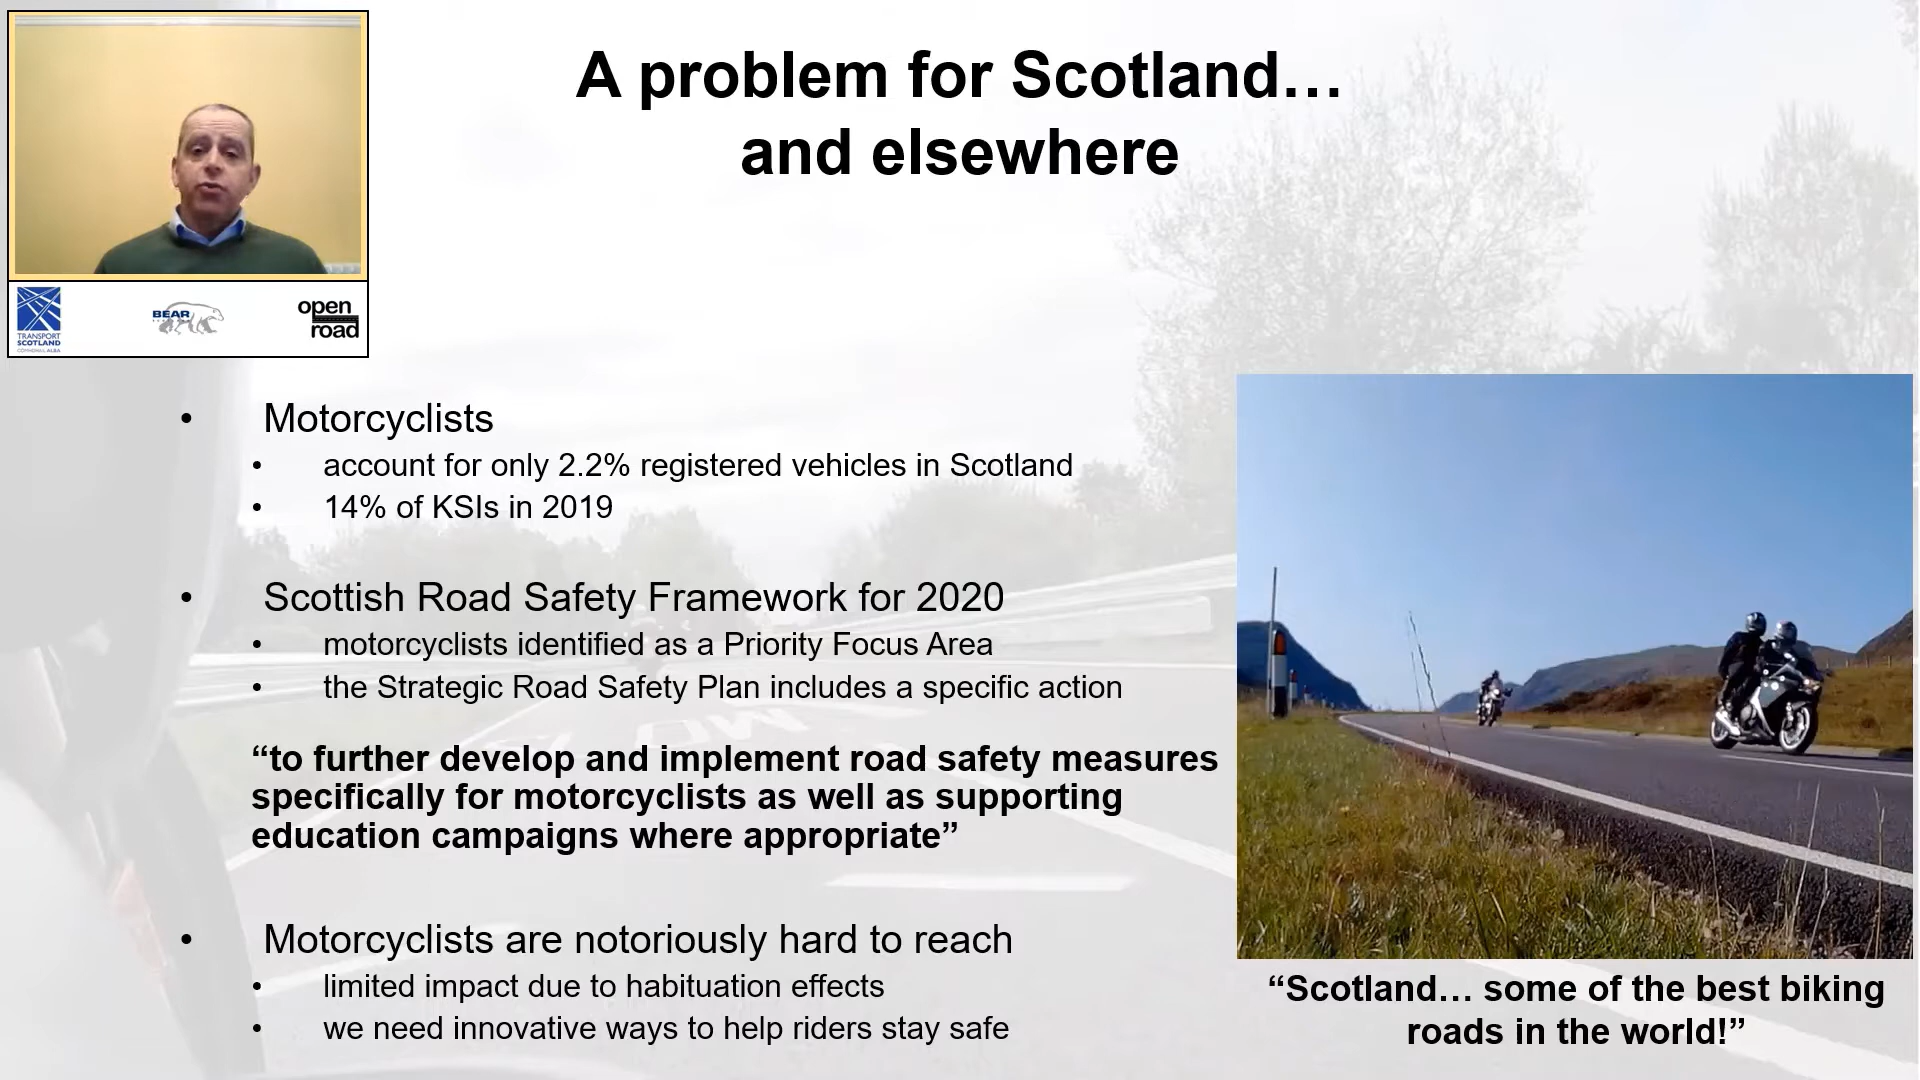 A problem for Scotland…
and elsewhere
TRANSPORT
SCOTLAND
BEAR
open
road
• Motorcyclists
• account for only 2.2% registered vehicles in Scotland
• 14% of KSIs in 2019
• Scottish Road Safety Framework for 2020
• motorcyclists identified as a Priority Focus Area
• the Strategic Road Safety Plan includes a specific action
“to further develop and implement road safety measures
specifically for motorcyclists as well as supporting
education campaigns where appropriate”
• Motorcyclists are notoriously hard to reach
• limited impact due to habituation effects
• we need innovative ways to help riders stay safe
“Scotland… some of the best biking
roads in the world!”